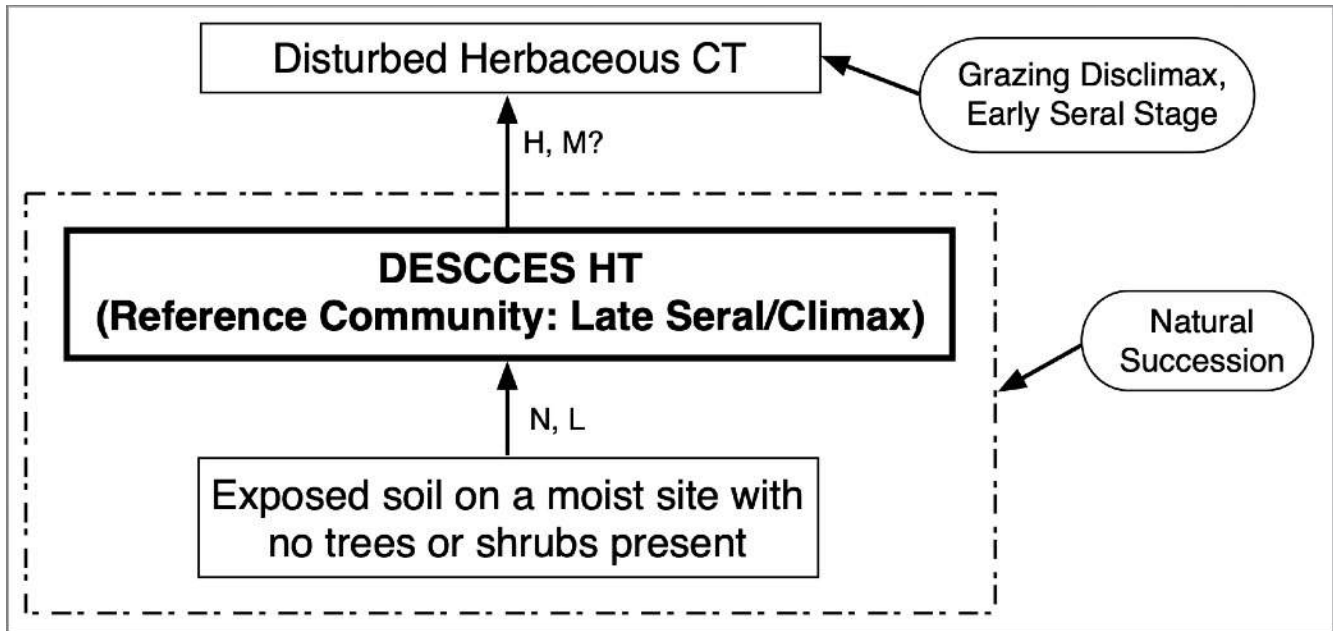 Disturbed Herbaceous CT
Grazing Disclimax,
Early Seral Stage
H, M?
DESCCES HT
(Reference Community: Late Seral/Climax)
Natural
Succession
N, L
Exposed soil on a moist site with
no trees or shrubs present